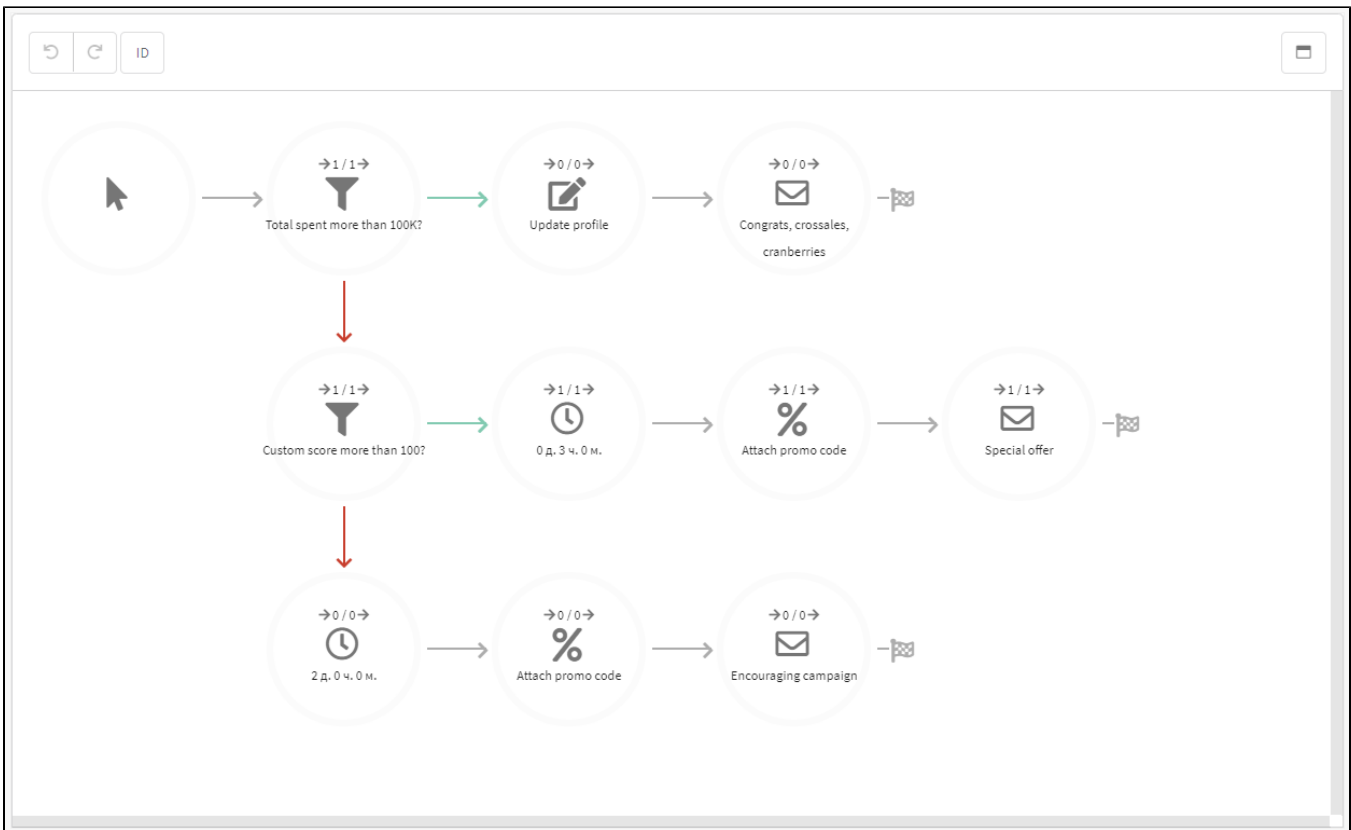 ID
→1 / 1→
→0 / 0→
→0 / 0→
Total spent more than 100K?
Update profile
Congrats, crossales,
cranberries
→1 / 1→
→1 / 1→
→1 / 1→
→1 / 1→
Custom score more than 100?
0 д. 3 ч. 0 м.
Attach promo code
Special offer
→0 / 0→
→0 / 0→
→0 / 0→
2 д. 0 ч. 0 м.
Attach promo code
Encouraging campaign